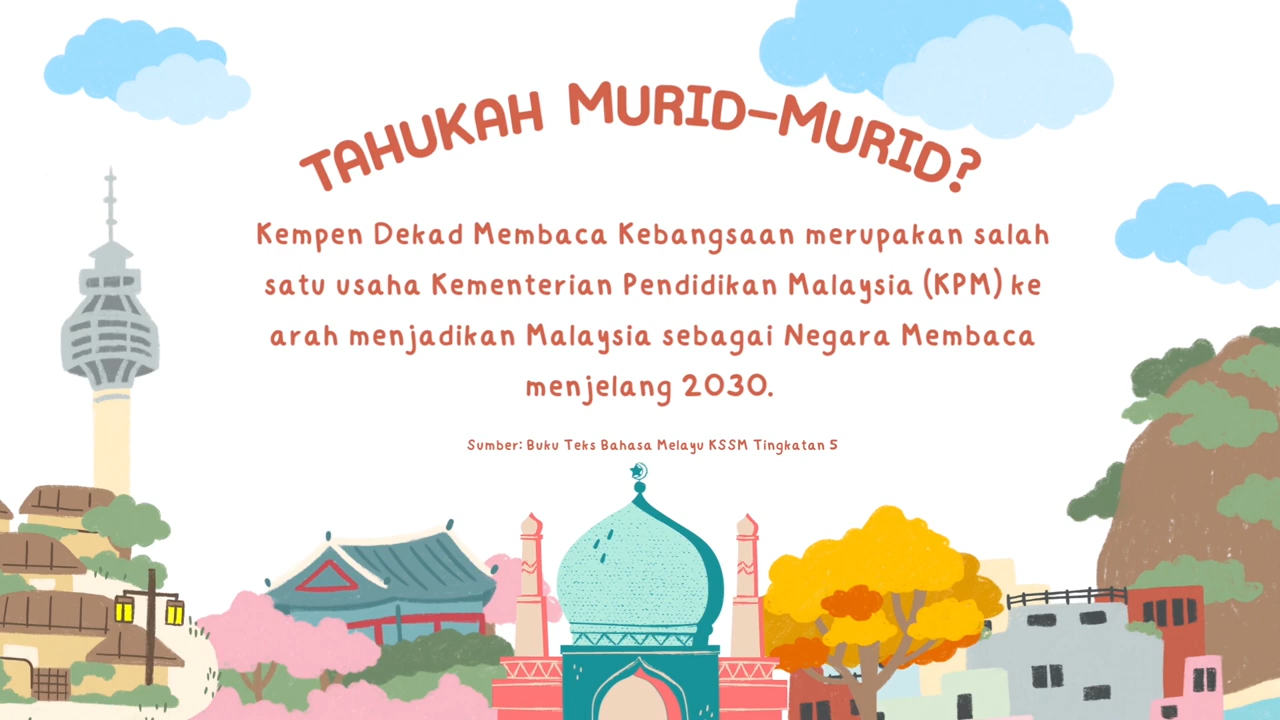 TAHUKAH MURID-MURID?
Kempen Dekad Membaca Kebangsaan merupakan salah
satu usaha Kementerian Pendidikan Malaysia (KPM) ke
arah menjadikan Malaysia sebagai Negara Membaca
menjelang 2030.
Sumber: Buku Teks Bahasa Melayu KSSM Tingkatan 5